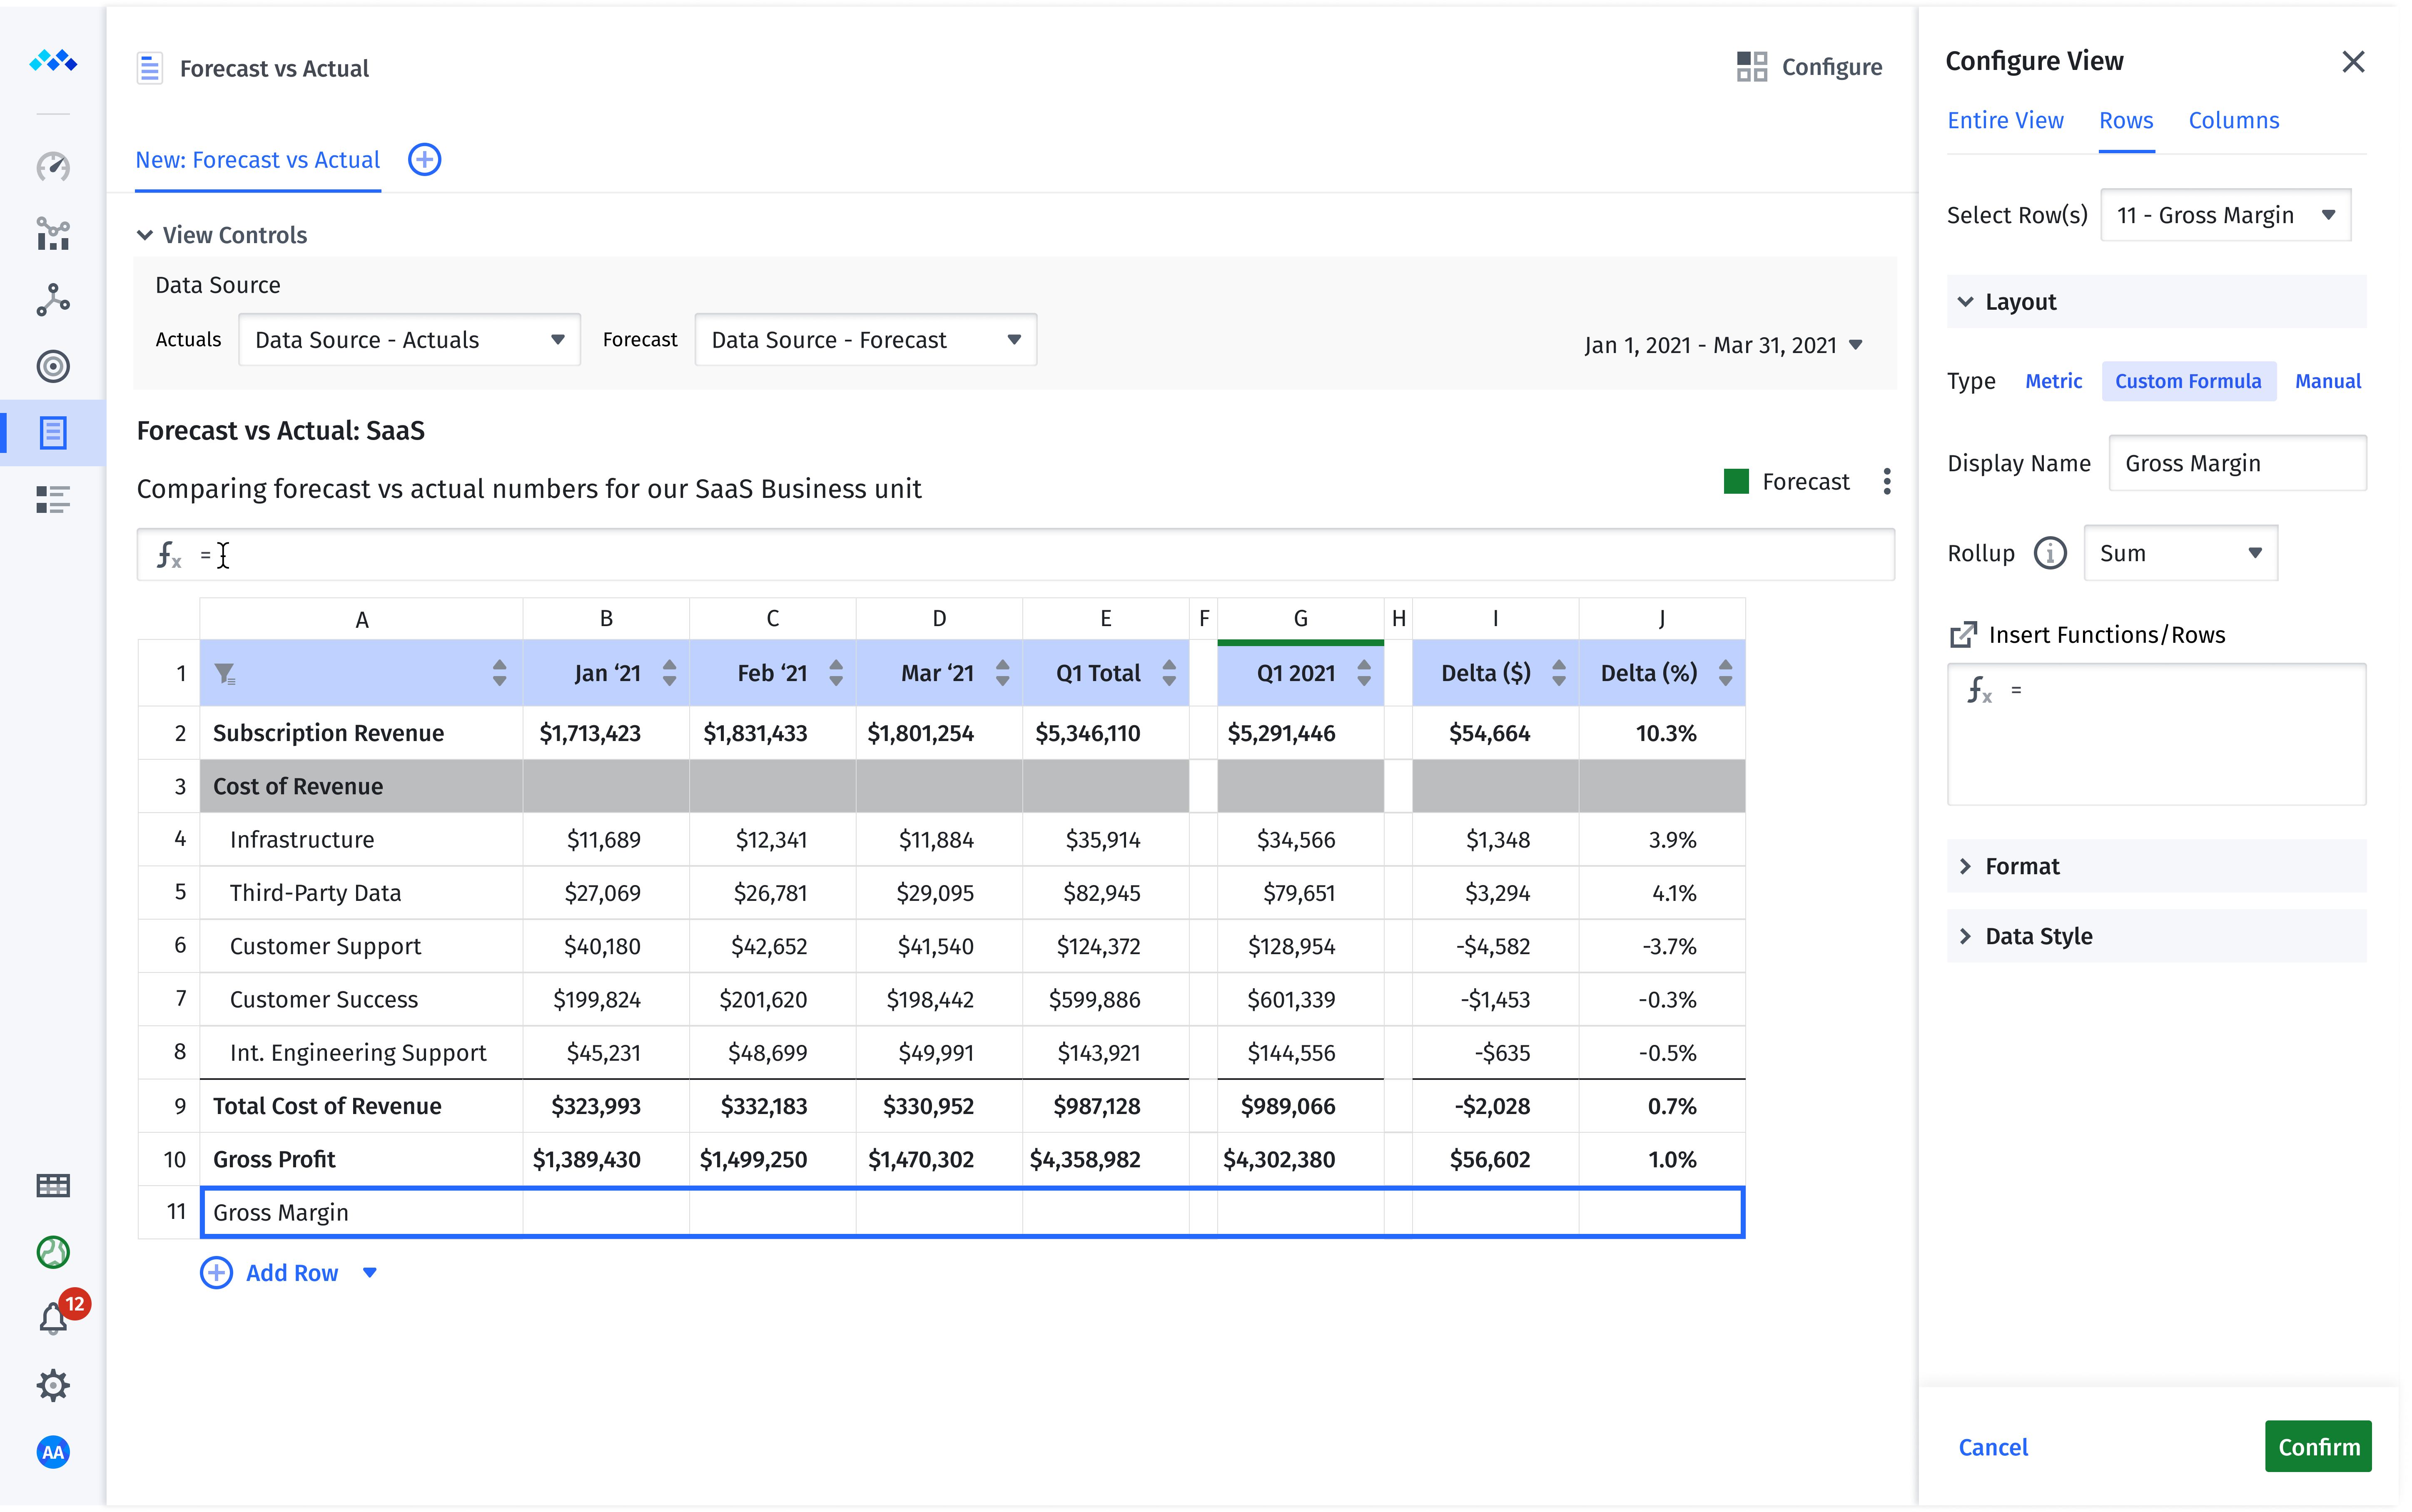 Forecast vs Actual
Configure
New: Forecast vs Actual
View Controls
Data Source
Actuals Data Source - Actuals Forecast Data Source - Forecast Jan 1, 2021 - Mar 31, 2021
Forecast vs Actual: SaaS
Comparing forecast vs actual numbers for our SaaS Business unit
Forecast
fx =
A B C D E F G H I J
1 Jan ‘21 Feb ‘21 Mar ‘21 Q1 Total Q1 2021 Delta ($) Delta (%)
2 Subscription Revenue $1,713,423 $1,831,433 $1,801,254 $5,346,110 $5,291,446 $54,664 10.3%
3 Cost of Revenue
4 Infrastructure $11,689 $12,341 $11,884 $35,914 $34,566 $1,348 3.9%
5 Third-Party Data $27,069 $26,781 $29,095 $82,945 $79,651 $3,294 4.1%
6 Customer Support $40,180 $42,652 $41,540 $124,372 $128,954 -$4,582 -3.7%
7 Customer Success $199,824 $201,620 $198,442 $599,886 $601,339 -$1,453 -0.3%
8 Int. Engineering Support $45,231 $48,699 $49,991 $143,921 $144,556 -$635 -0.5%
9 Total Cost of Revenue $323,993 $332,183 $330,952 $987,128 $989,066 -$2,028 0.7%
10 Gross Profit $1,389,430 $1,499,250 $1,470,302 $4,358,982 $4,302,380 $56,602 1.0%
11 Gross Margin
Add Row
12
AA
Configure View
Entire View Rows Columns
Select Row(s) 11 - Gross Margin
Layout
Type Metric Custom Formula Manual
Display Name Gross Margin
Rollup i Sum
Insert Functions/Rows
fx =
Format
Data Style
Cancel Confirm